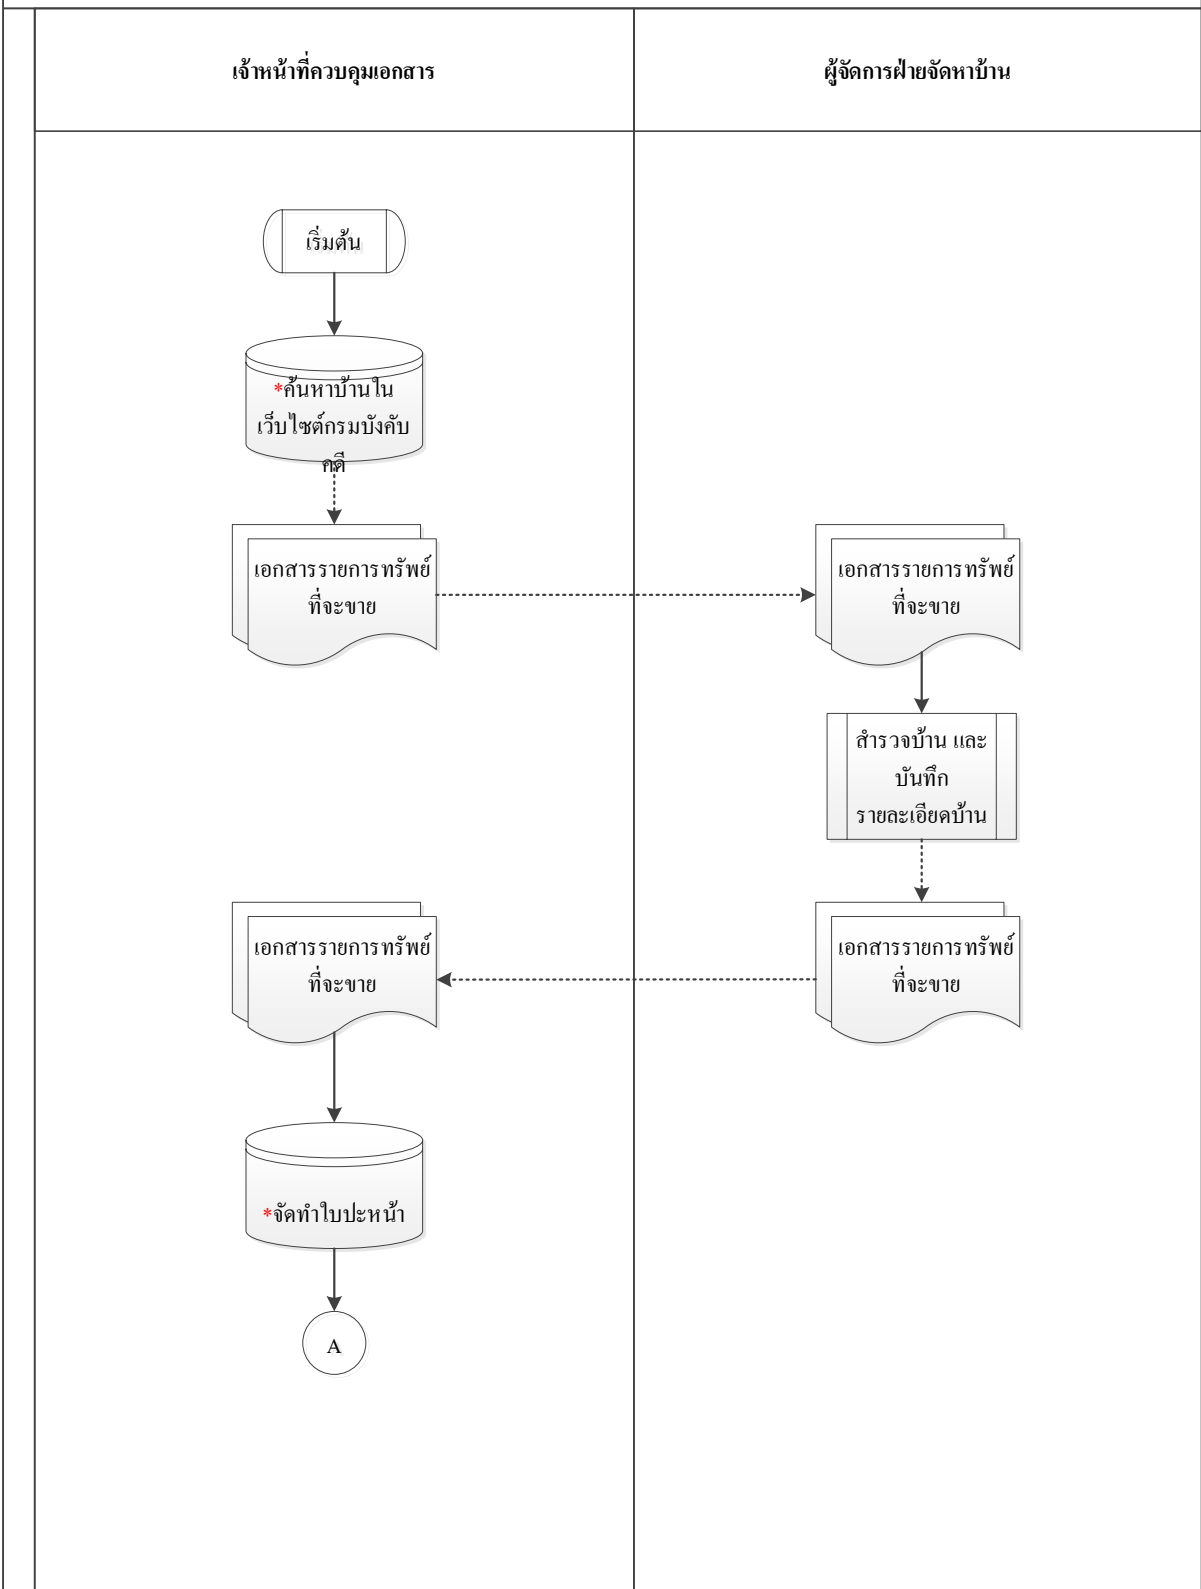 เจ้าหน้าที่ควบคุมเอกสาร
ผู้จัดการฝ่ายจัดหาบ้าน
เริ่มต้น
*ค้นหาบ้านใน
เว็บไซต์กรมบังคับ
คดี
เอกสารรายการทรัพย์
ที่จะขาย
เอกสารรายการทรัพย์
ที่จะขาย
สำรวจบ้าน และ
บันทึก
รายละเอียดบ้าน
เอกสารรายการทรัพย์
ที่จะขาย
เอกสารรายการทรัพย์
ที่จะขาย
*จัดทำใบปะหน้า
A